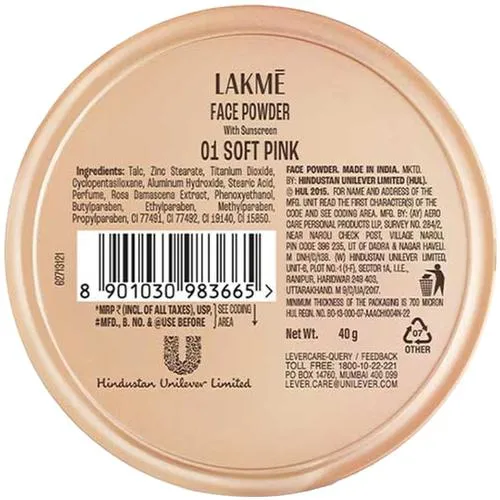 LAKMĒ
FACE POWDER
With Sunscreen
01 SOFT PINK
Ingredients: Talc, Zinc Stearate, Titanium Dioxide,
Cyclopentasiloxane, Aluminum Hydroxide, Stearic Acid,
Perfume, Rosa Damascena Extract, Phenoxyethanol,
Butylparaben, Ethylparaben, Methylparaben,
Propylparaben, CI 77491, CI 77492, CI 19140, CI 15850.
62713121
8 901030 983665 >
*MRP ₹ (INCL. OF ALL TAXES), USP,
#MFD., B. NO. & @USE BEFORE
SEE CODING
AREA
Hindustan Unilever Limited
FACE POWDER. MADE IN INDIA. MKTD.
BY: HINDUSTAN UNILEVER LIMITED (HUL).
© HUL 2015. FOR NAME AND ADDRESS OF THE
MFG. UNIT READ THE FIRST CHARACTER(S) OF THE
CODE AND SEE CODING AREA. MFG. BY: (AY) AERO
CARE PERSONAL PRODUCTS LLP, SURVEY NO. 284/2,
NEAR NAROLI CHECK POST, VILLAGE NAROLI,
PIN CODE 396 235, UT OF DADRA & NAGAR HAVELI.
M D'NH/C/03. (W) HINDUSTAN UNILEVER LIMITED,
UNIT-6, PLOT NO.-1 (1-F), SECTOR 1A, I.I.E.,
RANIPUR, HARIDWAR 249 403,
UTTARAKHAND. M 9/C/UA/2017.
MINIMUM THICKNESS OF THE PACKAGING IS 700 MICRON
HUL REGN. NO.: BO-13-000-07-AAACH1004N-22
Net Wt. 40 g
07
OTHER
LEVERCARE-QUERY / FEEDBACK
TOLL FREE: 1800-10-22-221
PO BOX 14760, MUMBAI 400 099
LEVER.CARE@UNILEVER.COM